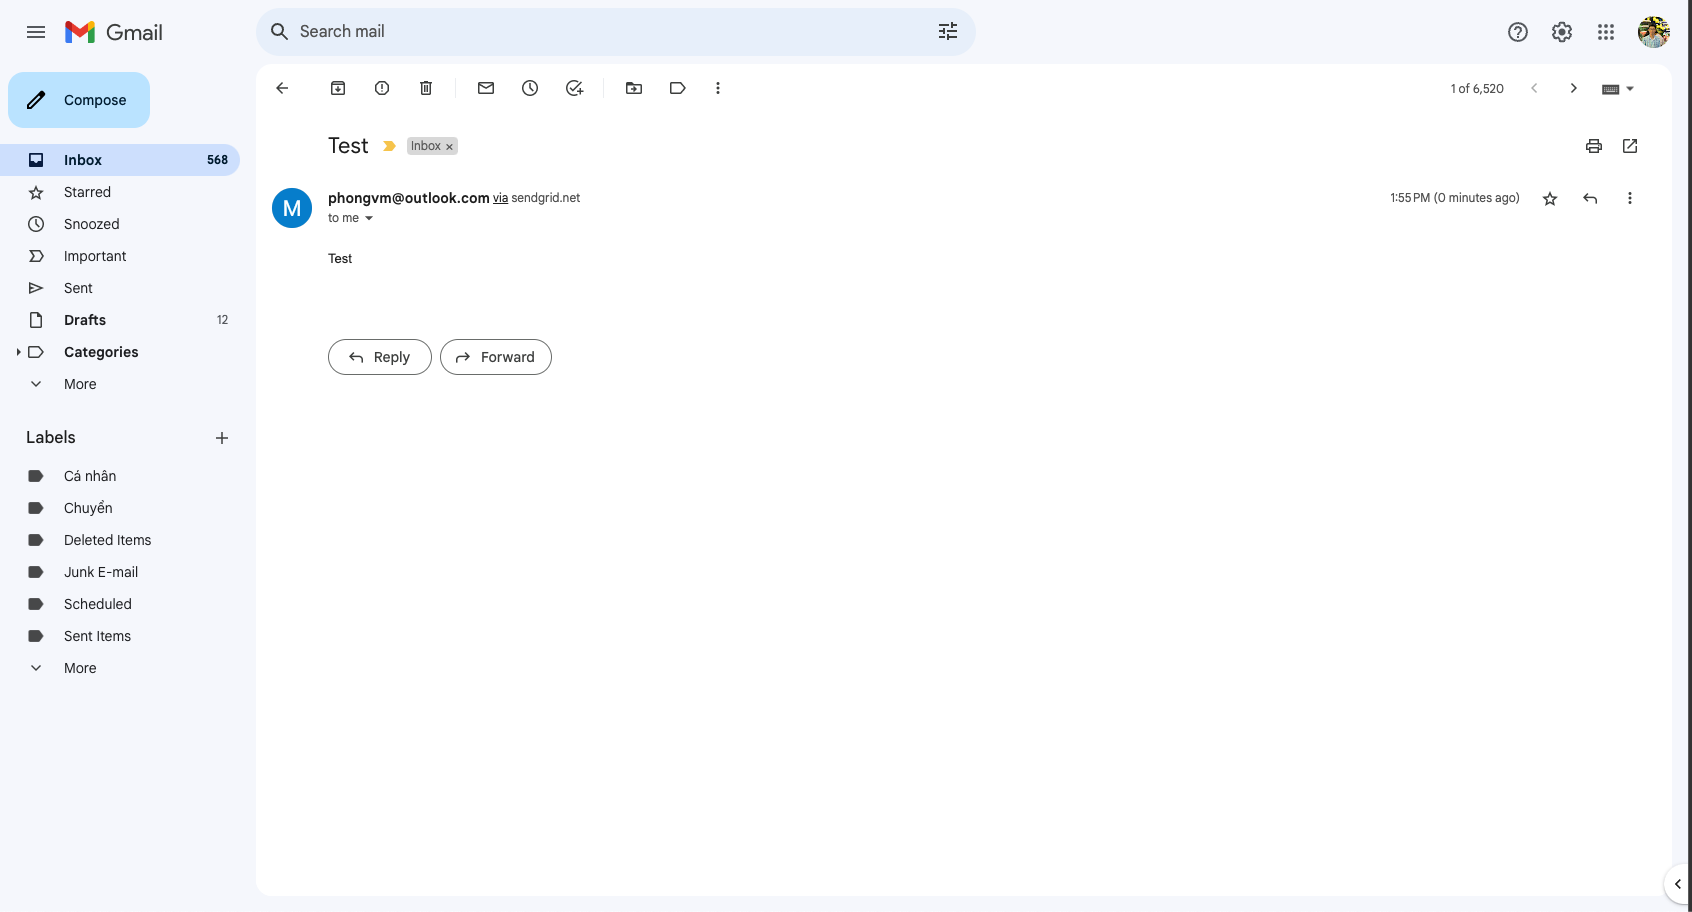 Gmail
Search mail
Compose
Inbox 568
Starred
Snoozed
Important
Sent
Drafts 12
Categories
More
Labels
Cá nhân
Chuyển
Deleted Items
Junk E-mail
Scheduled
Sent Items
More
1 of 6,520
Test Inbox ×
M
phongvm@outlook.com via sendgrid.net 1:55 PM (0 minutes ago)
to me
Test
Reply Forward